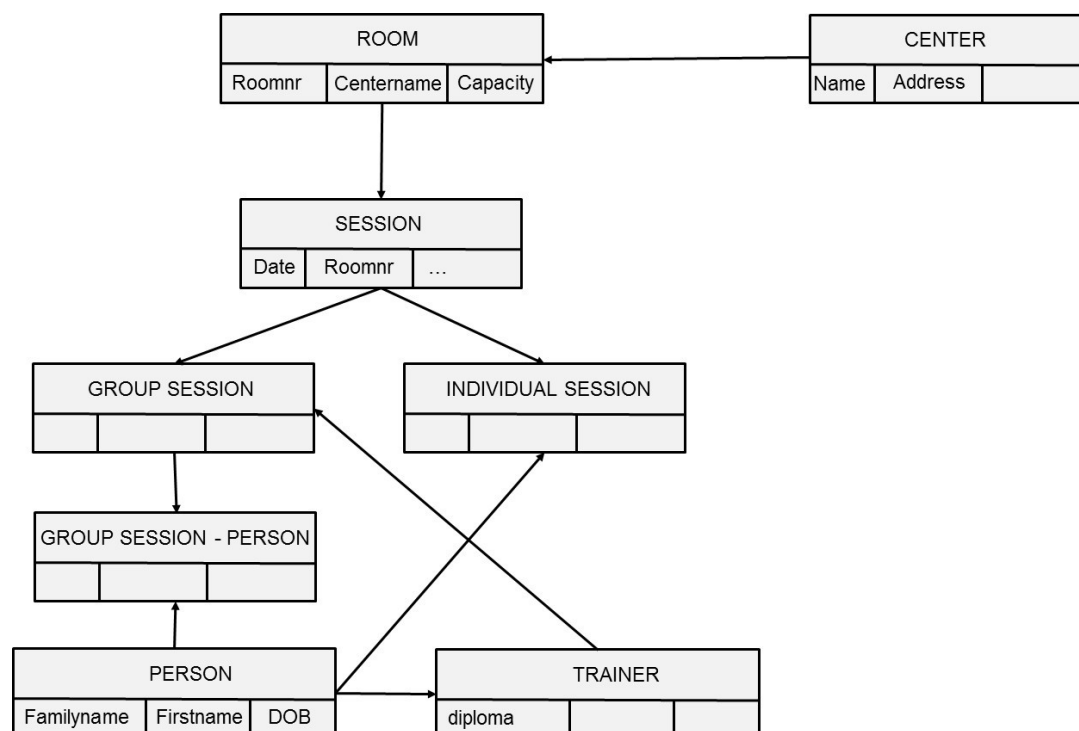 ROOM
Roomnr Centername Capacity
CENTER
Name Address
SESSION
Date Roomnr …
GROUP SESSION
INDIVIDUAL SESSION
GROUP SESSION - PERSON
PERSON
Familyname Firstname DOB
TRAINER
diploma